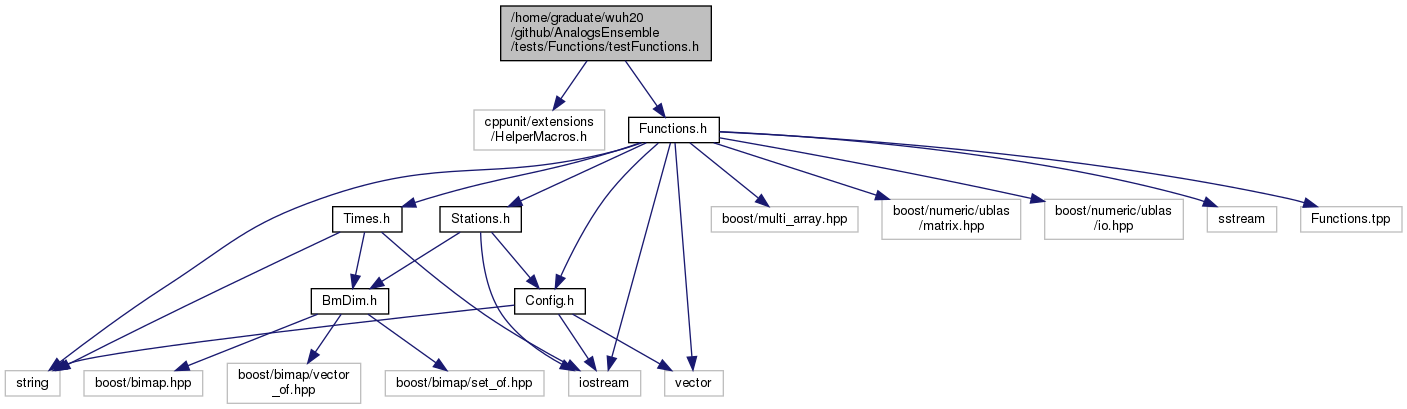 /home/graduate/wuh20
/github/AnalogsEnsemble
/tests/Functions/testFunctions.h
cppunit/extensions
/HelperMacros.h
Functions.h
Times.h
Stations.h
boost/multi_array.hpp
boost/numeric/ublas
/matrix.hpp
boost/numeric/ublas
/io.hpp
sstream
Functions.tpp
BmDim.h
Config.h
string
boost/bimap.hpp
boost/bimap/vector
_of.hpp
boost/bimap/set_of.hpp
iostream
vector